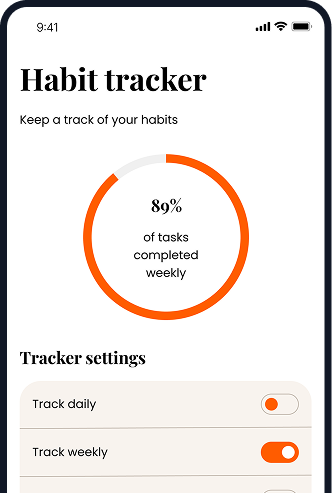 9:41
Habit tracker
Keep a track of your habits
89%
of tasks
completed
weekly
Tracker settings
Track daily
Track weekly